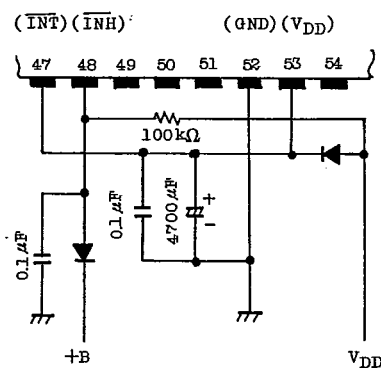 (INT)(INH) (GND)(VDD)
47 48 49 50 51 52 53 54
100kΩ
0.1μF
4700μF
+
-
0.1μF
+B
VDD